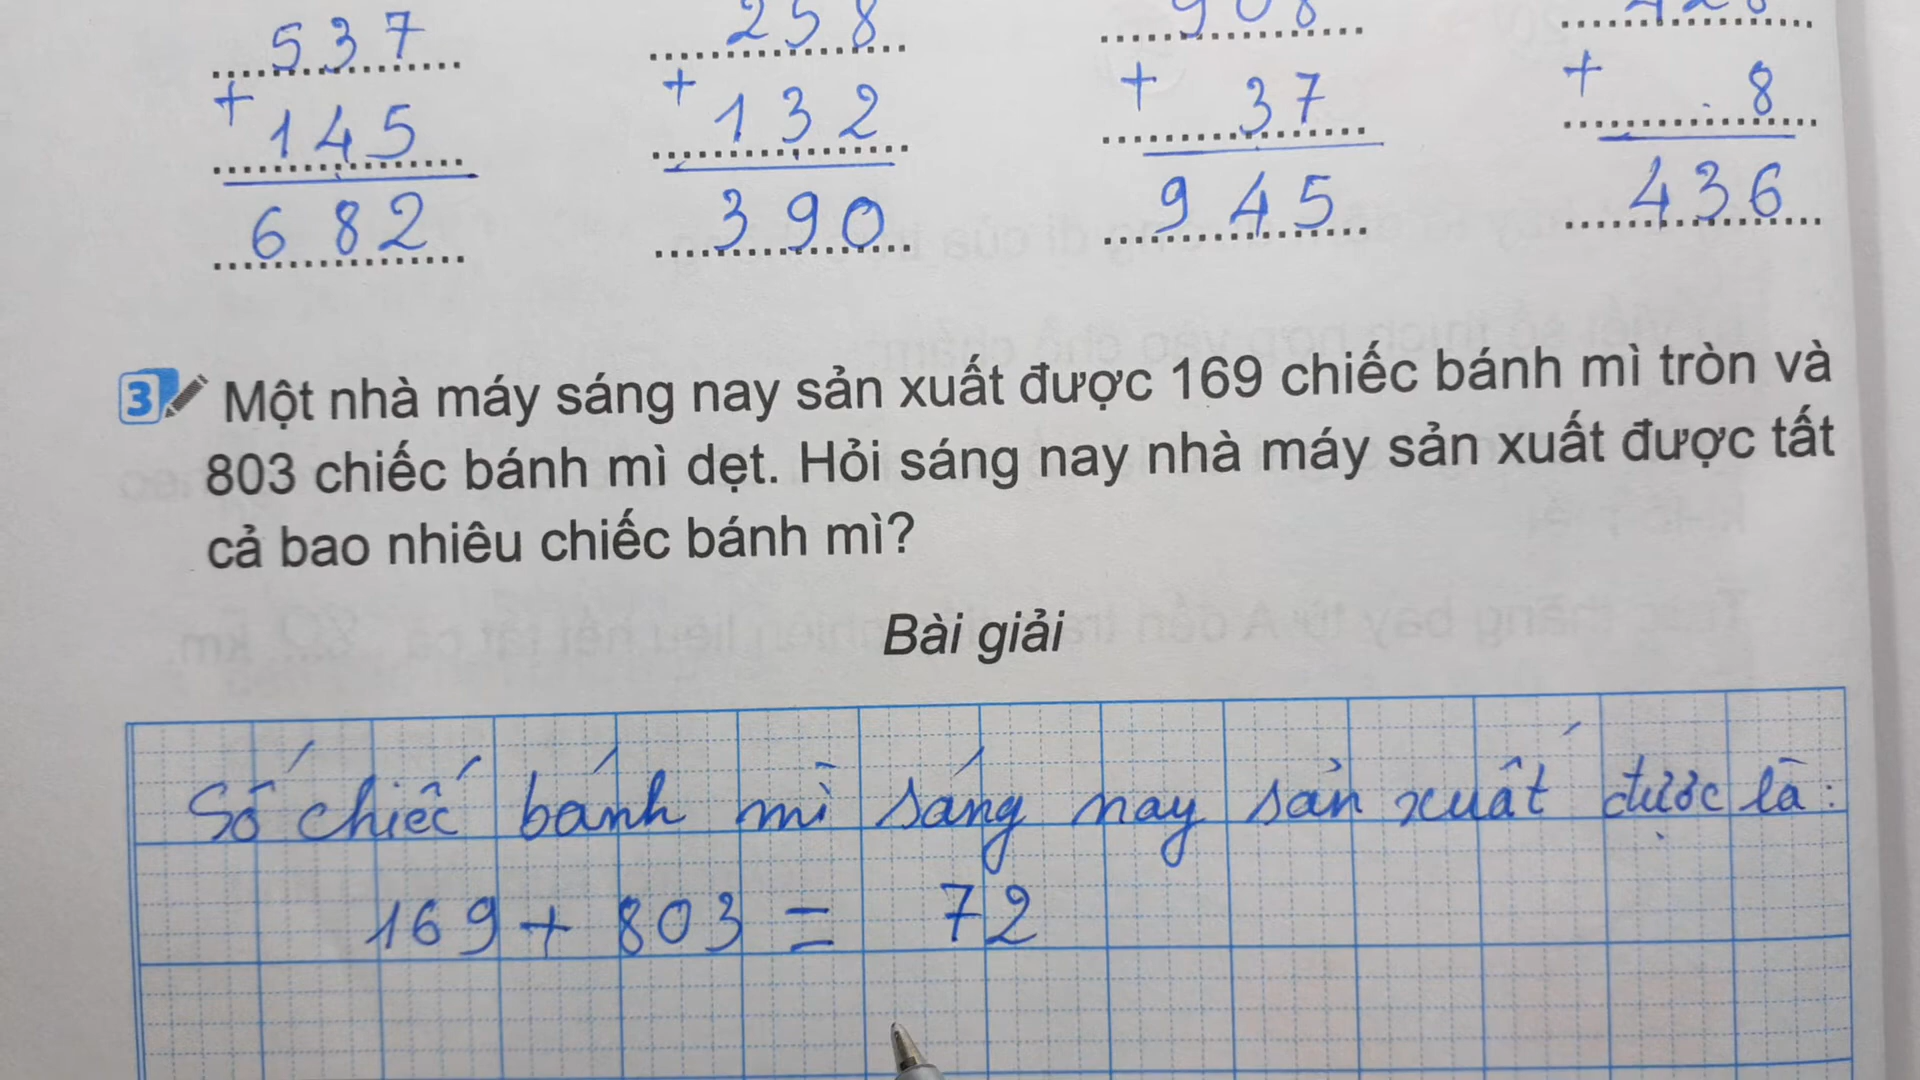 537 258 908 428
+ 145 + 132 + 37 + 8
682 390 945 436
3 Một nhà máy sáng nay sản xuất được 169 chiếc bánh mì tròn và
803 chiếc bánh mì dẹt. Hỏi sáng nay nhà máy sản xuất được tất
cả bao nhiêu chiếc bánh mì?
Bài giải
Số chiếc bánh mì sáng nay sản xuất được là:
169 + 803 = 72